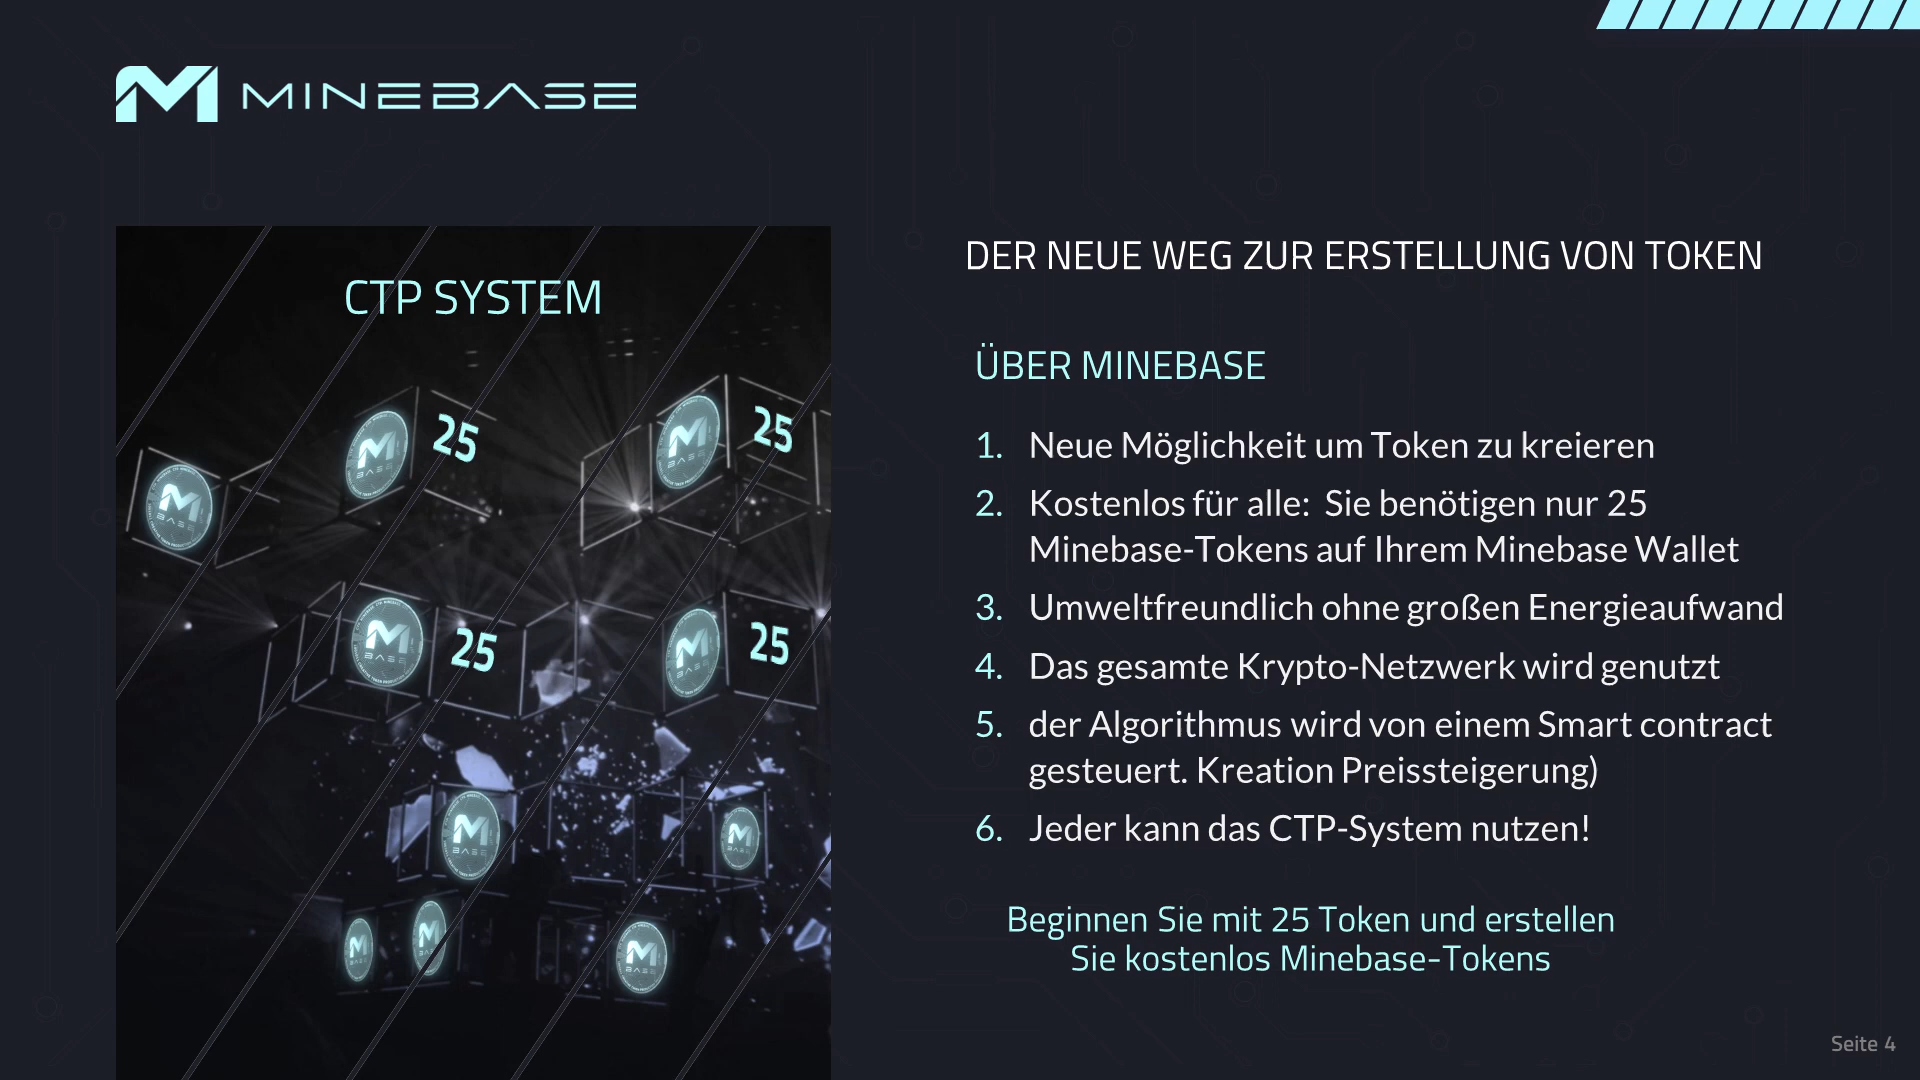 MINEBASE
CTP SYSTEM
25
25
25
25
DER NEUE WEG ZUR ERSTELLUNG VON TOKEN
ÜBER MINEBASE
1. Neue Möglichkeit um Token zu kreieren
2. Kostenlos für alle:  Sie benötigen nur 25
Minebase-Tokens auf Ihrem Minebase Wallet
3. Umweltfreundlich ohne großen Energieaufwand
4. Das gesamte Krypto-Netzwerk wird genutzt
5. der Algorithmus wird von einem Smart contract
gesteuert. Kreation Preissteigerung)
6. Jeder kann das CTP-System nutzen!
Beginnen Sie mit 25 Token und erstellen
Sie kostenlos Minebase-Tokens
Seite 4